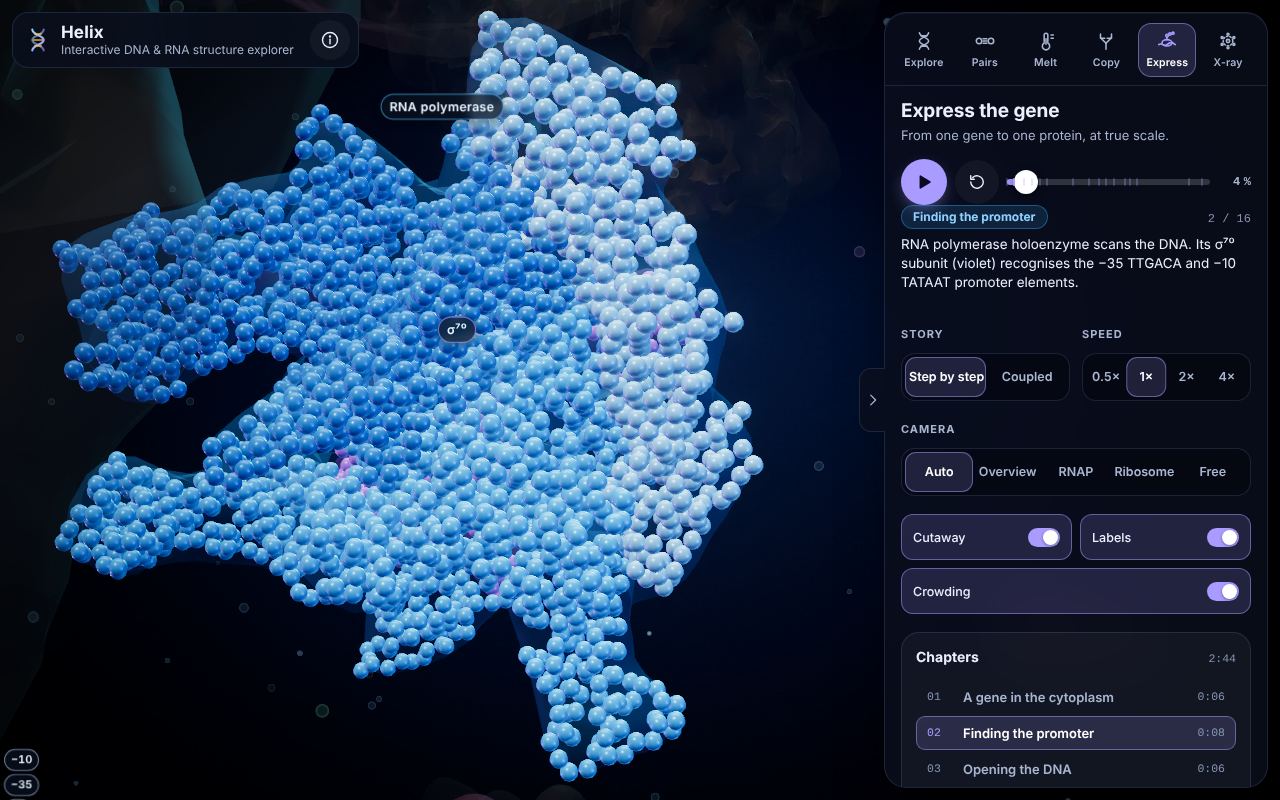 Helix
Interactive DNA & RNA structure explorer
RNA polymerase
σ⁷⁰
−10
−35
Explore
Pairs
Melt
Copy
Express
X-ray
Express the gene
From one gene to one protein, at true scale.
4 %
Finding the promoter
2 / 16
RNA polymerase holoenzyme scans the DNA. Its σ⁷⁰
subunit (violet) recognises the −35 TTGACA and −10
TATAAT promoter elements.
STORY
SPEED
Step by step
Coupled
0.5×
1×
2×
4×
CAMERA
Auto
Overview
RNAP
Ribosome
Free
Cutaway
Labels
Crowding
Chapters
2:44
01 A gene in the cytoplasm 0:06
02 Finding the promoter 0:08
03 Opening the DNA 0:06